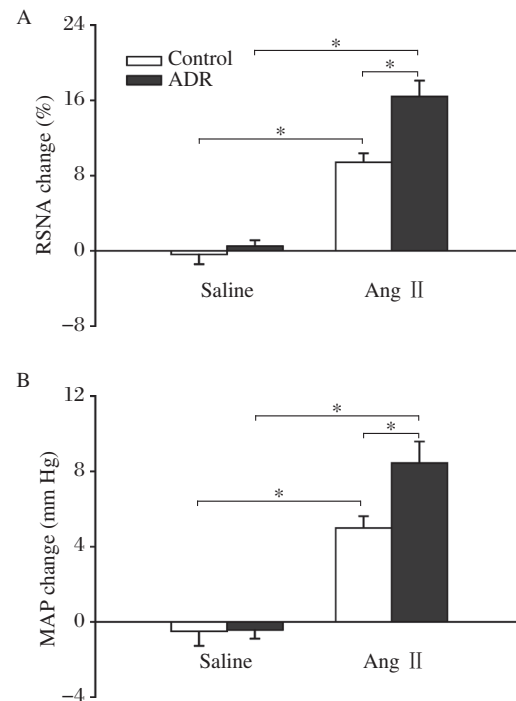 A
24
16
8
0
−8
RSNA change (%)
Control
ADR
*
*
*
Saline
Ang Ⅱ
B
12
8
4
0
−4
MAP change (mm Hg)
*
*
*
Saline
Ang Ⅱ